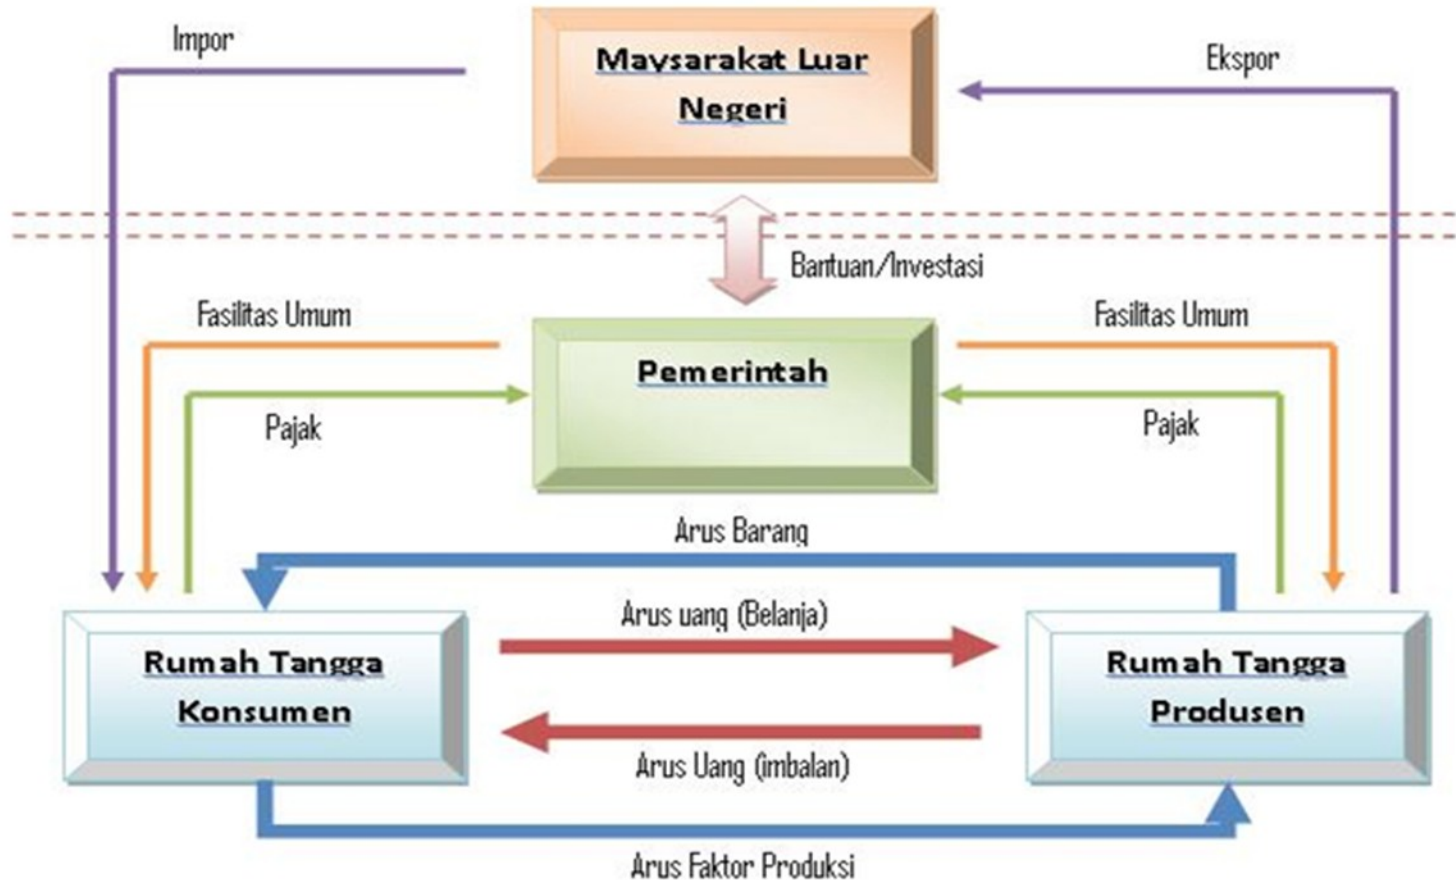 Impor
Maysarakat Luar
Negeri
Ekspor
Bantuan/Investasi
Fasilitas Umum
Fasilitas Umum
Pemerintah
Pajak
Pajak
Arus Barang
Arus uang (Belanja)
Rumah Tangga
Konsumen
Rumah Tangga
Produsen
Arus Uang (imbalan)
Arus Faktor Produksi